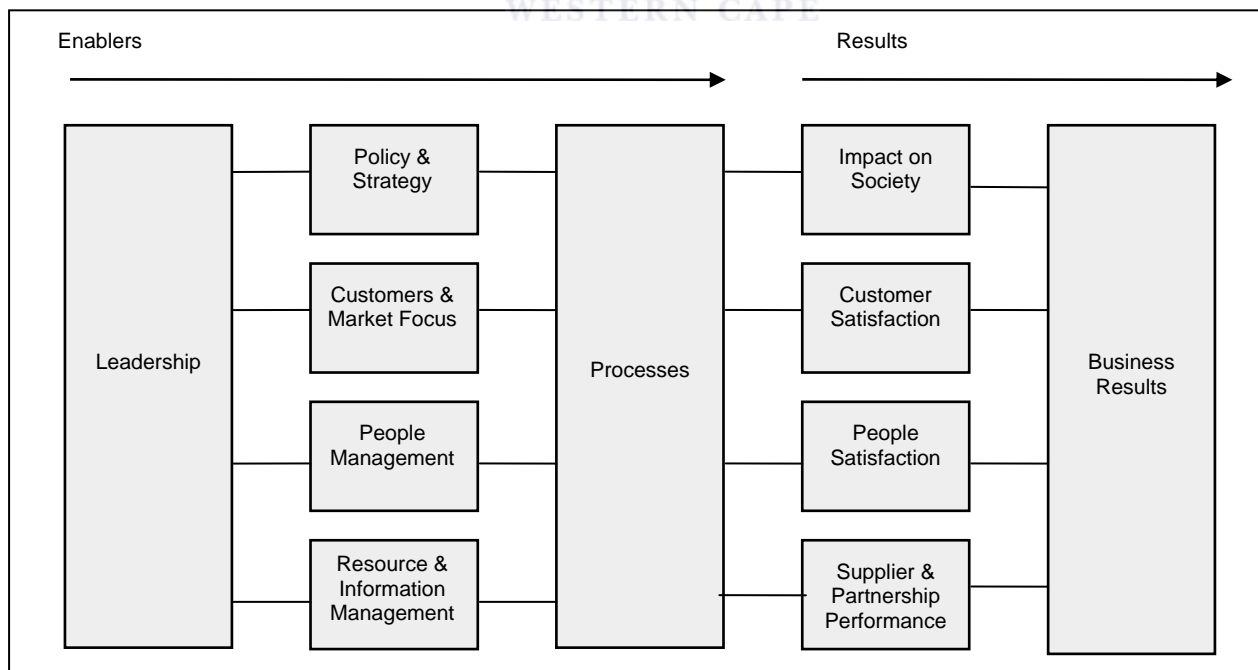 WESTERN CAPE
Enablers
Results
Leadership
Policy &
Strategy
Customers &
Market Focus
People
Management
Resource &
Information
Management
Processes
Impact on
Society
Customer
Satisfaction
People
Satisfaction
Supplier &
Partnership
Performance
Business
Results